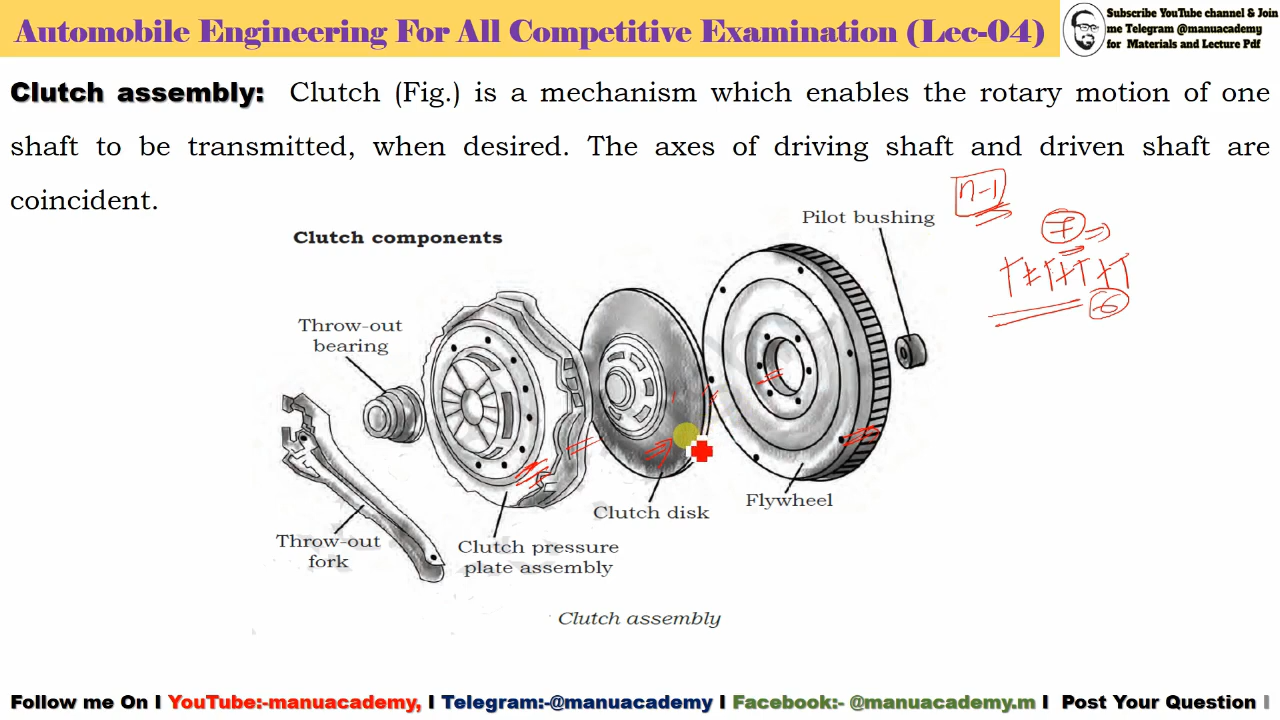 Automobile Engineering For All Competitive Examination (Lec-04)
Subscribe YouTube channel & Join
me Telegram @manuacademy
for Materials and Lecture Pdf
Clutch assembly: Clutch (Fig.) is a mechanism which enables the rotary motion of one
shaft to be transmitted, when desired. The axes of driving shaft and driven shaft are
coincident.
n-1
7
6
Pilot bushing
Clutch components
Throw-out
bearing
Flywheel
Clutch disk
Throw-out
fork
Clutch pressure
plate assembly
Clutch assembly
Follow me On I YouTube:-manuacademy, I Telegram:-@manuacademy I Facebook:- @manuacademy.m I Post Your Question I